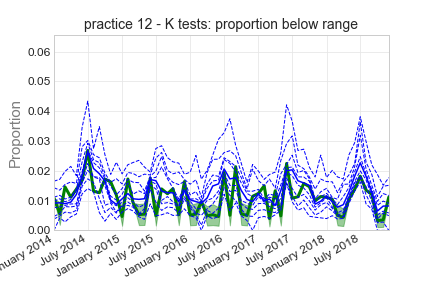 practice 12 - K tests: proportion below range
0.06
0.05
0.04
0.03
0.02
0.01
0.00
Proportion
nuary 2014
July 2014
January 2015
July 2015
January 2016
July 2016
January 2017
July 2017
January 2018
July 2018